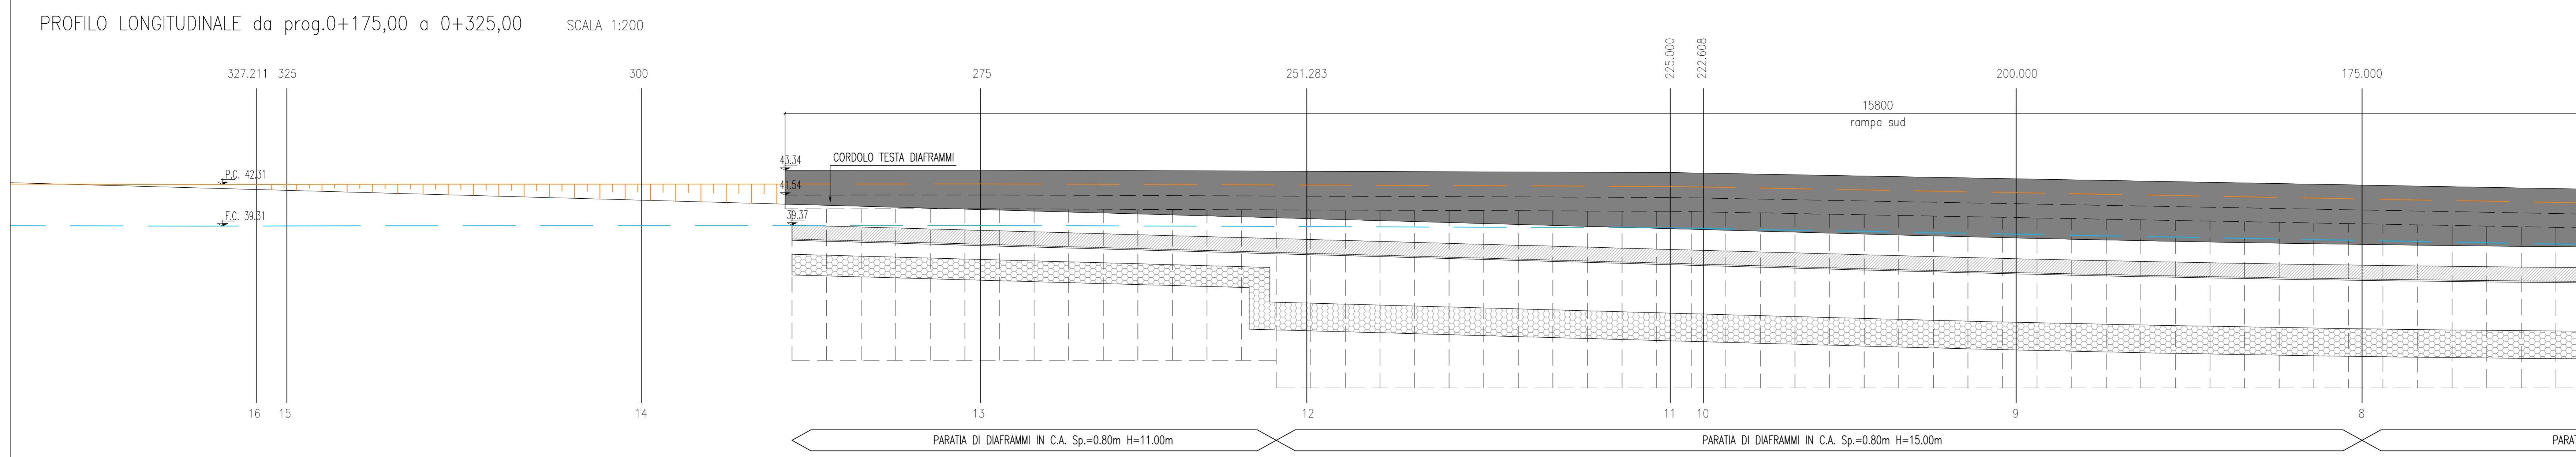 PROFILO LONGITUDINALE da prog.0+175,00 a 0+325,00 SCALA 1:200
327.211 325 300 275 251.283 225.000 222.608 200.000 175.000
15800
rampa sud
43.34 CORDOLO TESTA DIAFRAMMI
P.C. 42.31
41.54
F.C. 39.31 39.37
16 15 14 13 12 11 10 9 8
PARATIA DI DIAFRAMMI IN C.A. Sp.=0.80m H=11.00m PARATIA DI DIAFRAMMI IN C.A. Sp.=0.80m H=15.00m PARAT